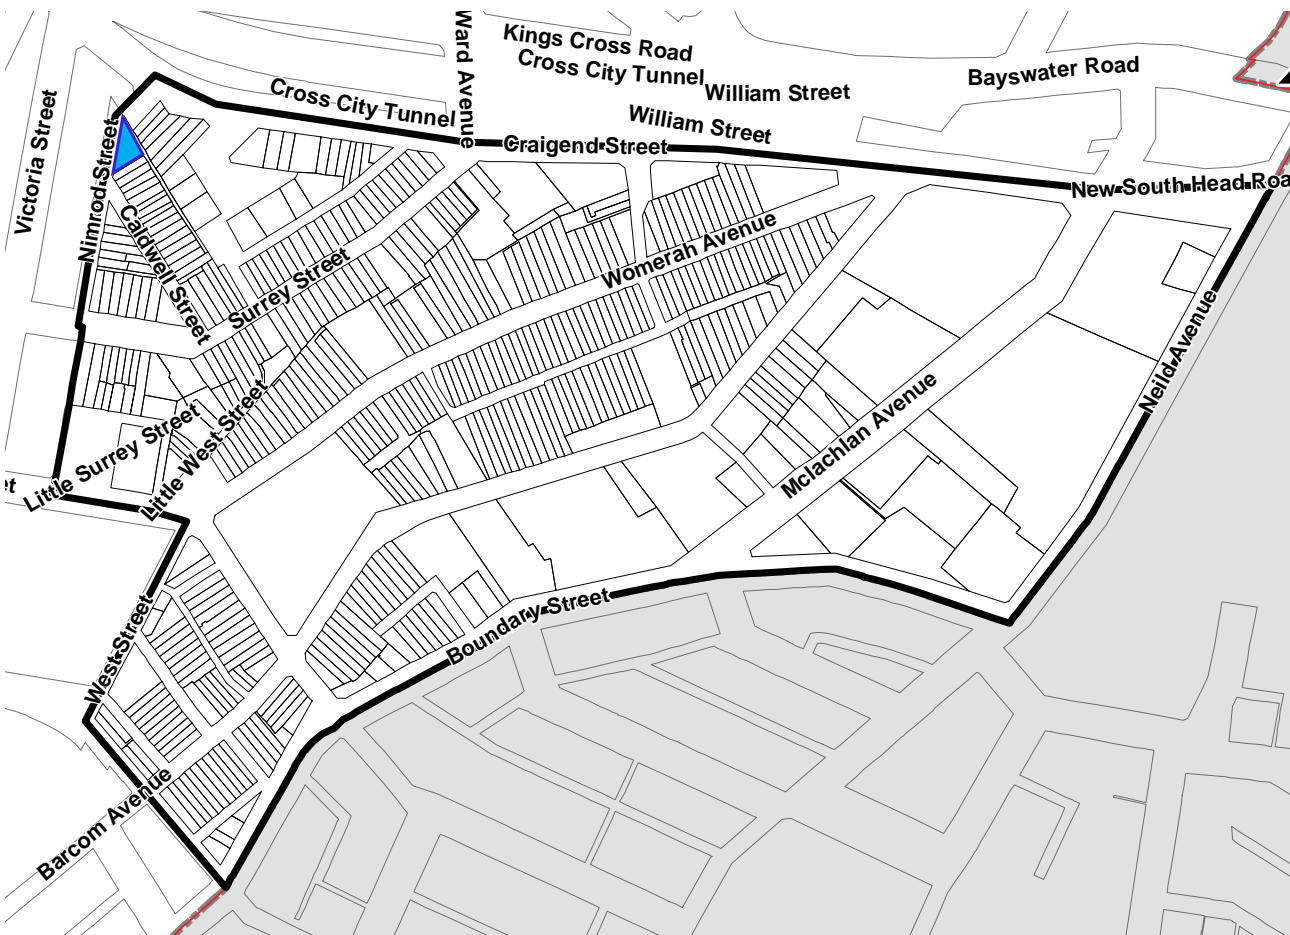 Ward Avenue
Kings Cross Road
Cross City Tunnel
Bayswater Road
William Street
Cross City Tunnel
William Street
Victoria Street
Nimrod Street
Craigend Street
New South Head Roa
Caldwell Street
Womerah Avenue
Surrey Street
Neild Avenue
Mclachlan Avenue
Little West Street
Little Surrey Street
et
West Street
Boundary Street
Barcom Avenue